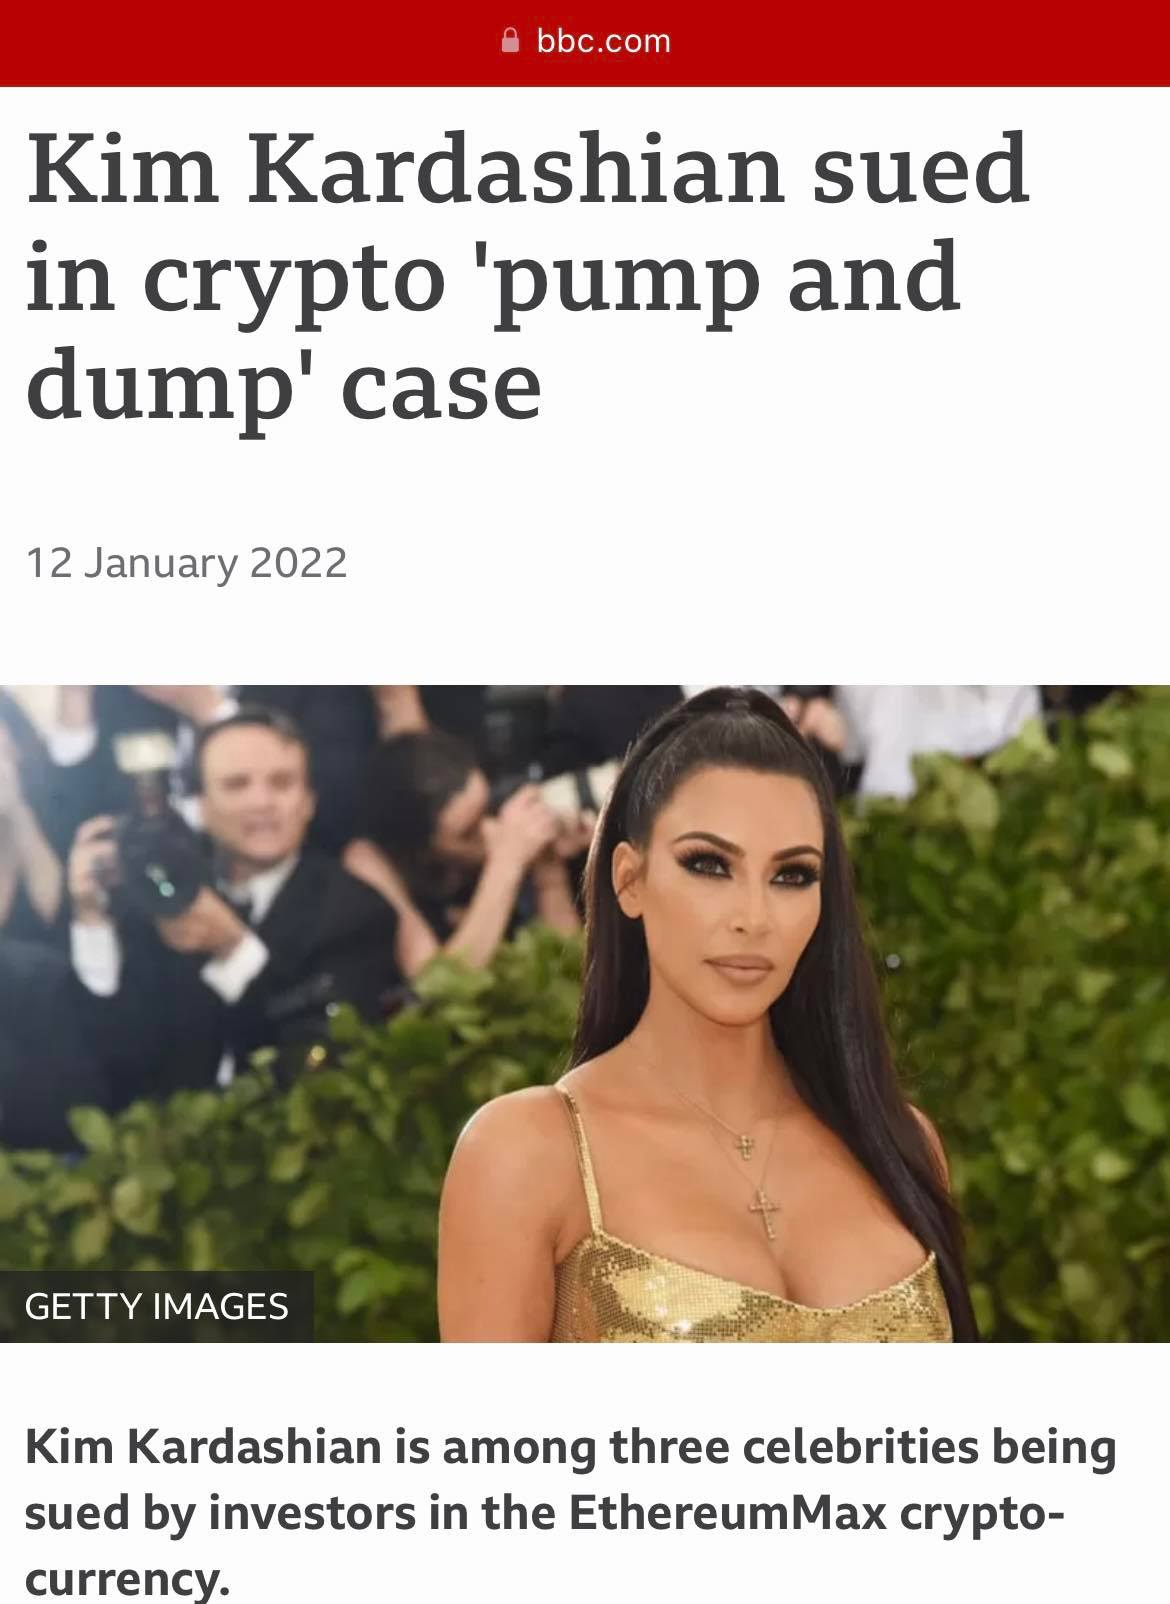 bbc.com
Kim Kardashian sued
in crypto 'pump and
dump' case
12 January 2022
GETTY IMAGES
Kim Kardashian is among three celebrities being
sued by investors in the EthereumMax crypto-
currency.